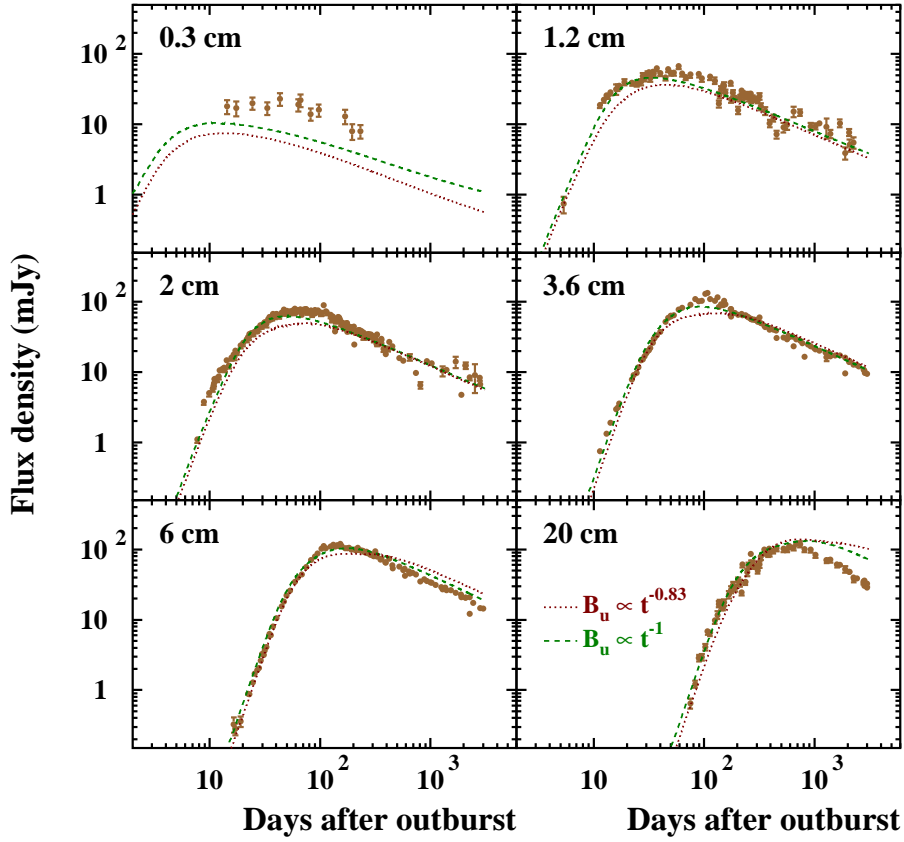 0.3 cm
1.2 cm
10²
10
1
2 cm
3.6 cm
10²
10
1
6 cm
20 cm
10²
10
1
B_u ∝ t^-0.83
B_u ∝ t^-1
10 10² 10³
10 10² 10³
Days after outburst
Days after outburst
Flux density (mJy)